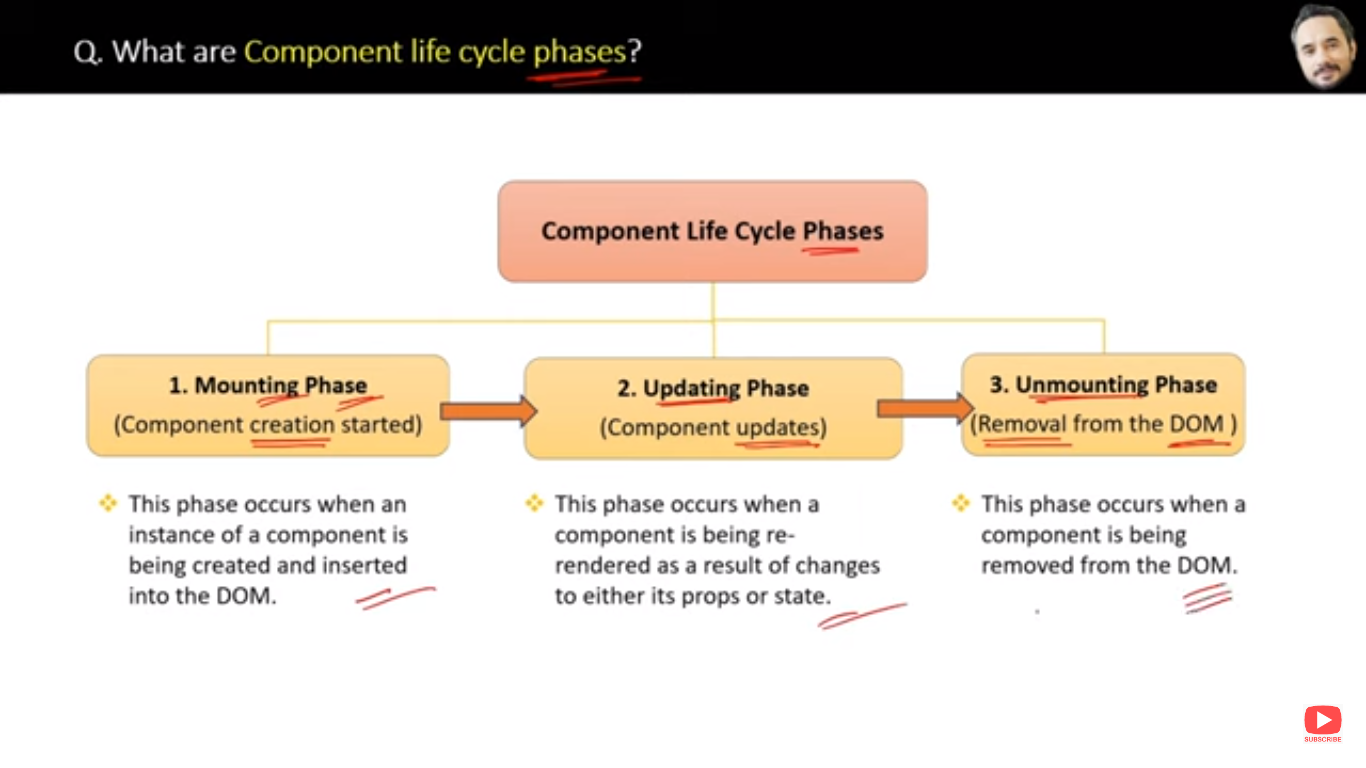 Q. What are Component life cycle phases?
Component Life Cycle Phases
1. Mounting Phase
(Component creation started)
2. Updating Phase
(Component updates)
3. Unmounting Phase
(Removal from the DOM )
This phase occurs when an
instance of a component is
being created and inserted
into the DOM.
This phase occurs when a
component is being re-
rendered as a result of changes
to either its props or state.
This phase occurs when a
component is being
removed from the DOM.
SUBSCRIBE